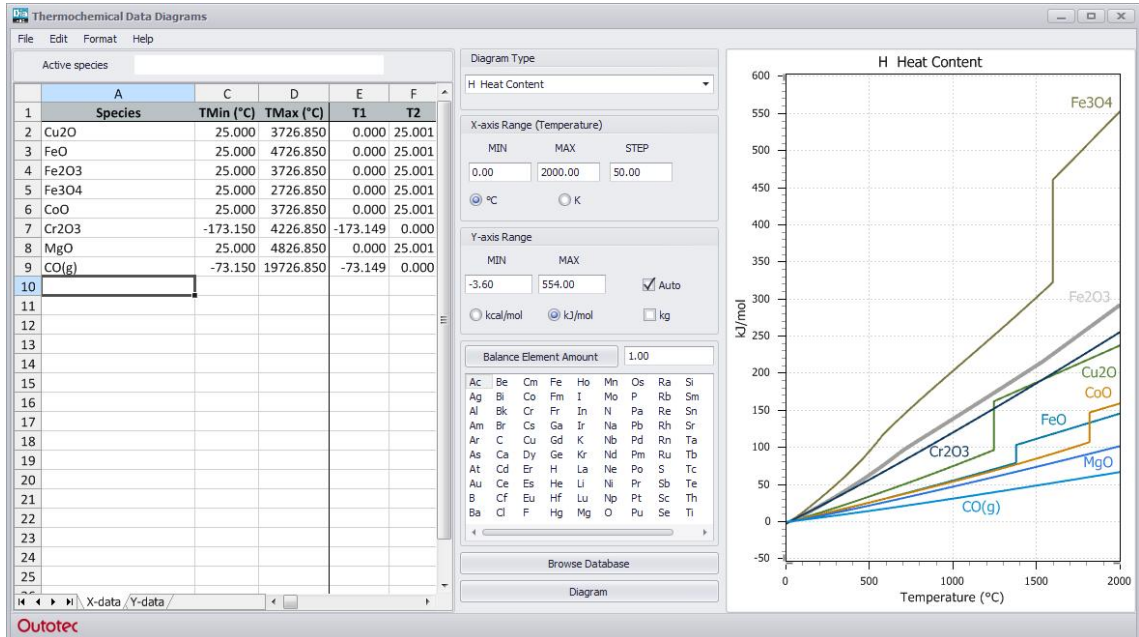 Thermochemical Data Diagrams
File Edit Format Help
Active species
A C D E F
1 Species TMin (°C) TMax (°C) T1 T2
2 Cu2O 25.000 3726.850 0.000 25.001
3 FeO 25.000 4726.850 0.000 25.001
4 Fe2O3 25.000 3726.850 0.000 25.001
5 Fe3O4 25.000 2726.850 0.000 25.001
6 CoO 25.000 3726.850 0.000 25.001
7 Cr2O3 -173.150 4226.850 -173.149 0.000
8 MgO 25.000 4826.850 0.000 25.001
9 CO(g) -73.150 19726.850 -73.149 0.000
10
11
12
13
14
15
16
17
18
19
20
21
22
23
24
25
X-data Y-data
Outotec
Diagram Type
H Heat Content
X-axis Range (Temperature)
MIN MAX STEP
0.00 2000.00 50.00
°C K
Y-axis Range
MIN MAX
-3.60 554.00 Auto
kcal/mol kJ/mol kg
Balance Element Amount 1.00
Ac Be Cm Fe Ho Mn Os Ra Si
Ag Bi Co Fm I Mo P Rb Sm
Al Bk Cr Fr In N Pa Re Sn
Am Br Cs Ga Ir Na Pb Rh Sr
Ar C Cu Gd K Nb Pd Rn Ta
As Ca Dy Ge Kr Nd Pm Ru Tb
At Cd Er H La Ne Po S Tc
Au Ce Es He Li Ni Pr Sb Te
B Cf Eu Hf Lu Np Pt Sc Th
Ba Cl F Hg Mg O Pu Se Ti
Browse Database
Diagram
H Heat Content
600
550
500
450
400
350
300
250
200
150
100
50
0
-50
kJ/mol
Fe3O4
Fe2O3
Cu2O
CoO
FeO
Cr2O3
MgO
CO(g)
0 500 1000 1500 2000
Temperature (°C)